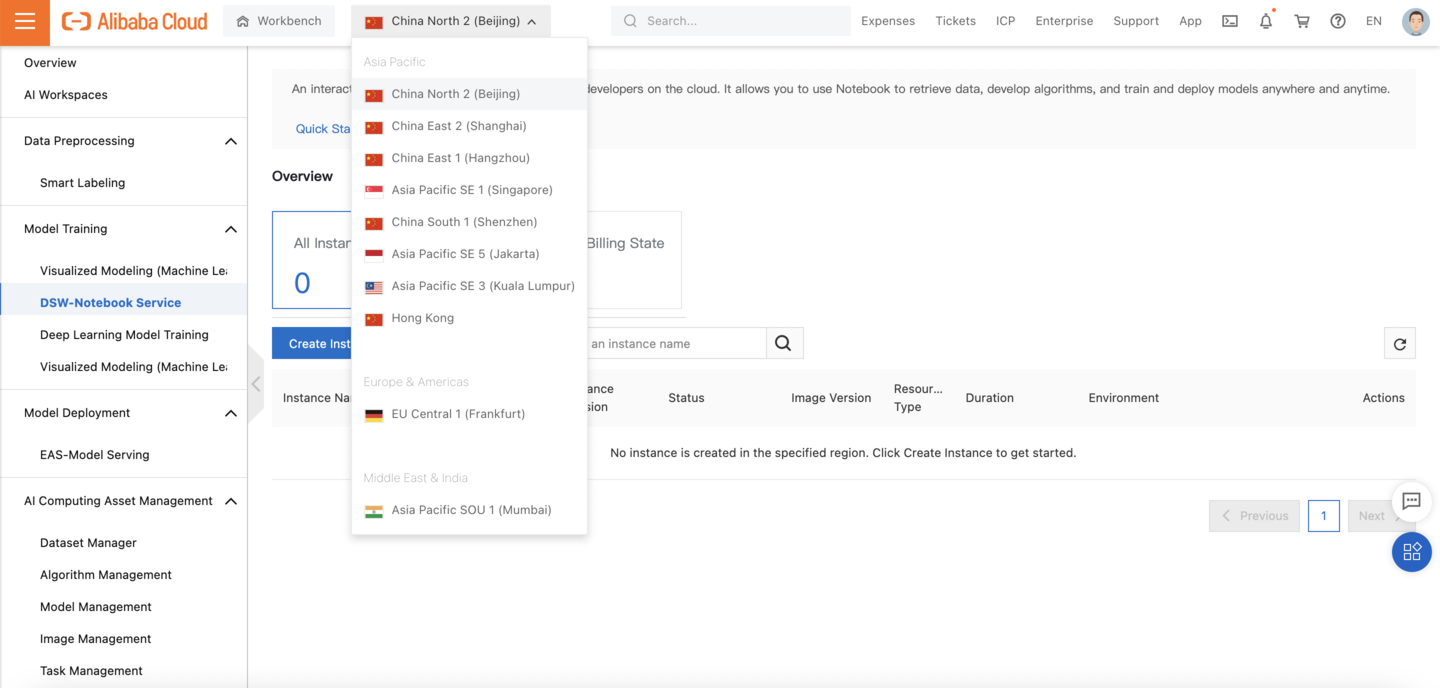 Alibaba Cloud
Workbench
China North 2 (Beijing)
Search...
Expenses
Tickets
ICP
Enterprise
Support
App
EN
Overview
AI Workspaces
Data Preprocessing
Smart Labeling
Model Training
Visualized Modeling (Machine Le
DSW-Notebook Service
Deep Learning Model Training
Visualized Modeling (Machine Le
Model Deployment
EAS-Model Serving
AI Computing Asset Management
Dataset Manager
Algorithm Management
Model Management
Image Management
Task Management
Asia Pacific
China North 2 (Beijing)
China East 2 (Shanghai)
China East 1 (Hangzhou)
Asia Pacific SE 1 (Singapore)
China South 1 (Shenzhen)
Asia Pacific SE 5 (Jakarta)
Asia Pacific SE 3 (Kuala Lumpur)
Hong Kong
Europe & Americas
EU Central 1 (Frankfurt)
Middle East & India
Asia Pacific SOU 1 (Mumbai)
An interac developers on the cloud. It allows you to use Notebook to retrieve data, develop algorithms, and train and deploy models anywhere and anytime.
Quick Sta
Overview
All Instan
Billing State
0
Create Inst
an instance name
Instance Na
ance
sion
Status
Image Version
Resour...
Type
Duration
Environment
Actions
No instance is created in the specified region. Click Create Instance to get started.
Previous
1
Next